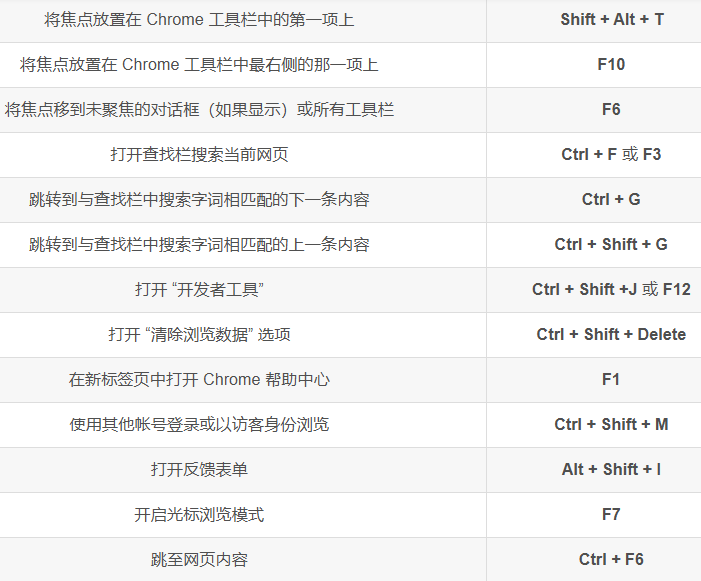 将焦点放置在 Chrome 工具栏中的第一项上 Shift + Alt + T
将焦点放置在 Chrome 工具栏中最右侧的那一项上 F10
将焦点移到未聚焦的对话框（如果显示）或所有工具栏 F6
打开查找栏搜索当前网页 Ctrl + F 或 F3
跳转到与查找栏中搜索字词相匹配的下一条内容 Ctrl + G
跳转到与查找栏中搜索字词相匹配的上一条内容 Ctrl + Shift + G
打开 “开发者工具” Ctrl + Shift +J 或 F12
打开 “清除浏览数据” 选项 Ctrl + Shift + Delete
在新标签页中打开 Chrome 帮助中心 F1
使用其他帐号登录或以访客身份浏览 Ctrl + Shift + M
打开反馈表单 Alt + Shift + I
开启光标浏览模式 F7
跳至网页内容 Ctrl + F6